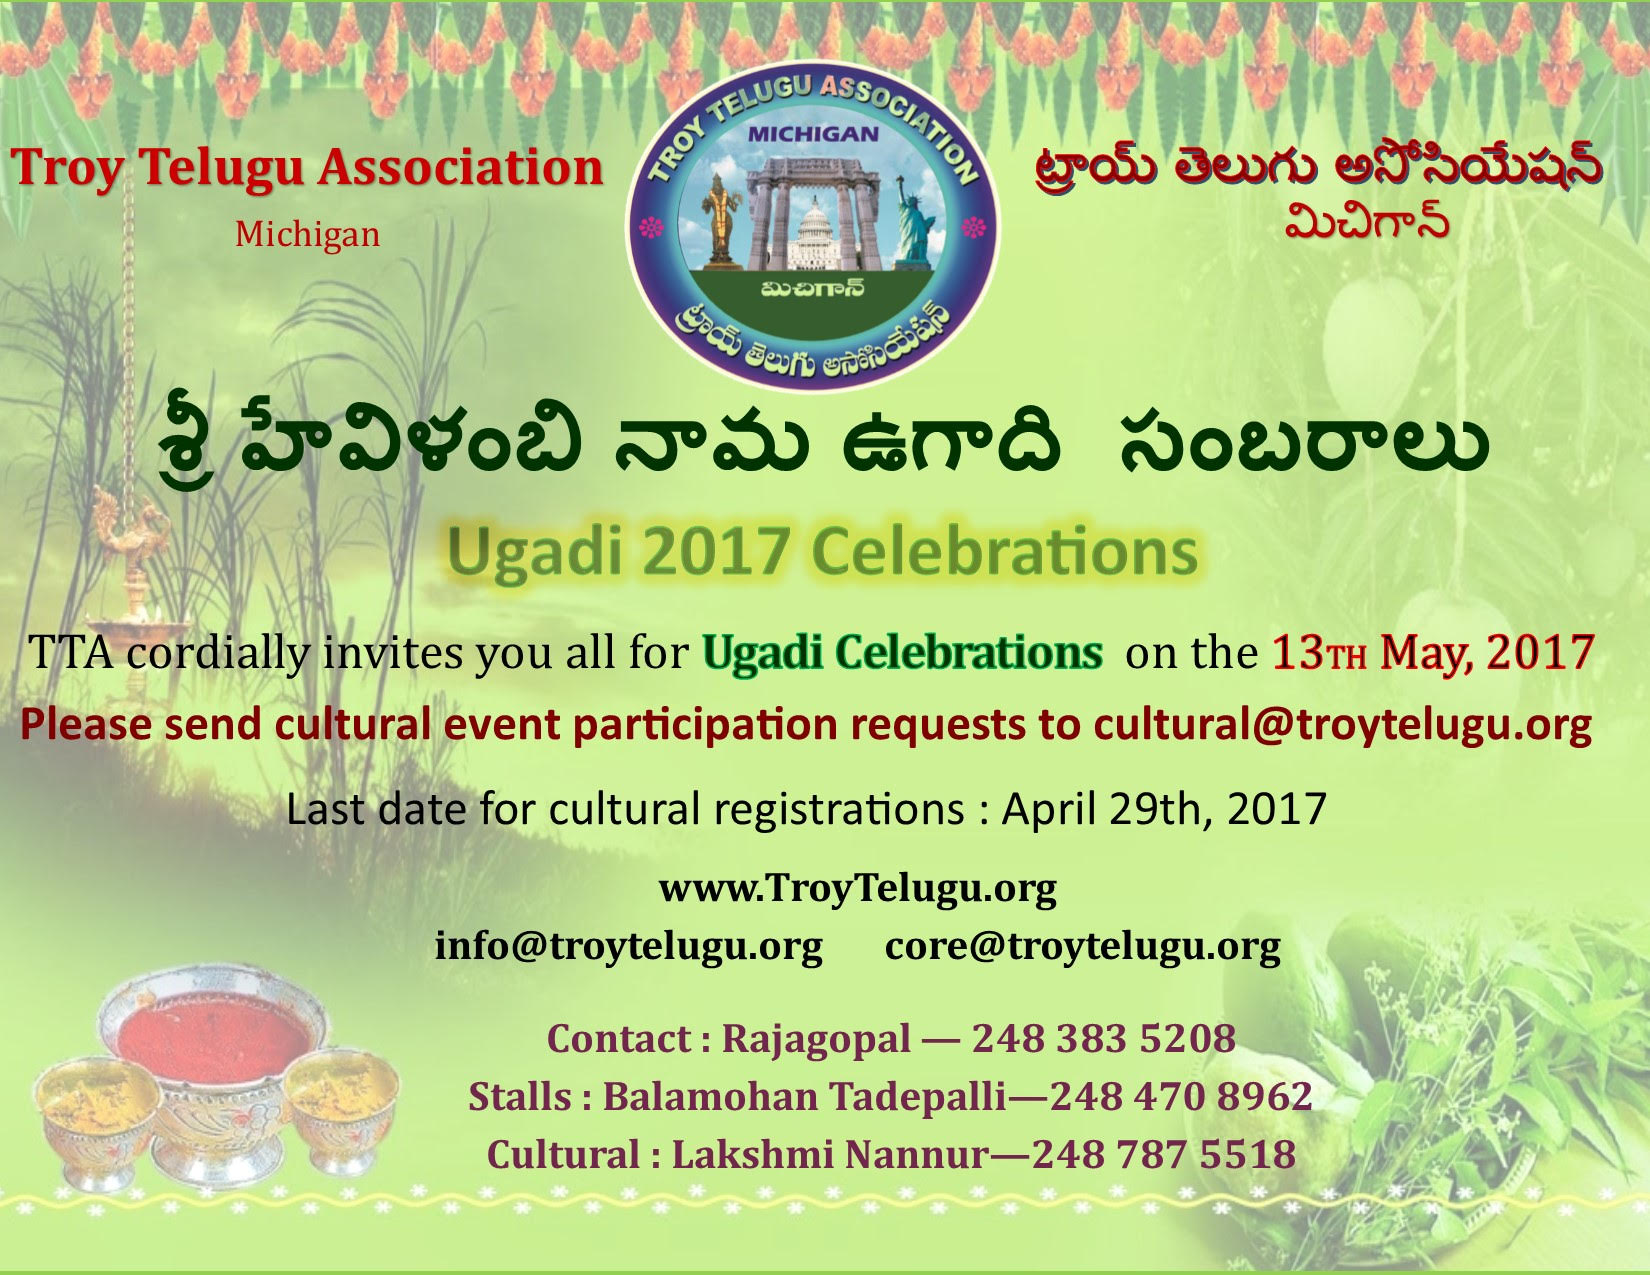 Troy Telugu Association
Michigan
TROY TELUGU ASSOCIATION
MICHIGAN
మిచిగాన్
ట్రాయ్ తెలుగు అసోసియేషన్
ట్రాయ్ తెలుగు అసోసియేషన్
మిచిగాన్
శ్రీ హేవిళంబి నామ ఉగాది సంబరాలు
Ugadi 2017 Celebrations
TTA cordially invites you all for Ugadi Celebrations on the 13TH May, 2017
Please send cultural event participation requests to cultural@troytelugu.org
Last date for cultural registrations : April 29th, 2017
www.TroyTelugu.org
info@troytelugu.org core@troytelugu.org
Contact : Rajagopal — 248 383 5208
Stalls : Balamohan Tadepalli—248 470 8962
Cultural : Lakshmi Nannur—248 787 5518